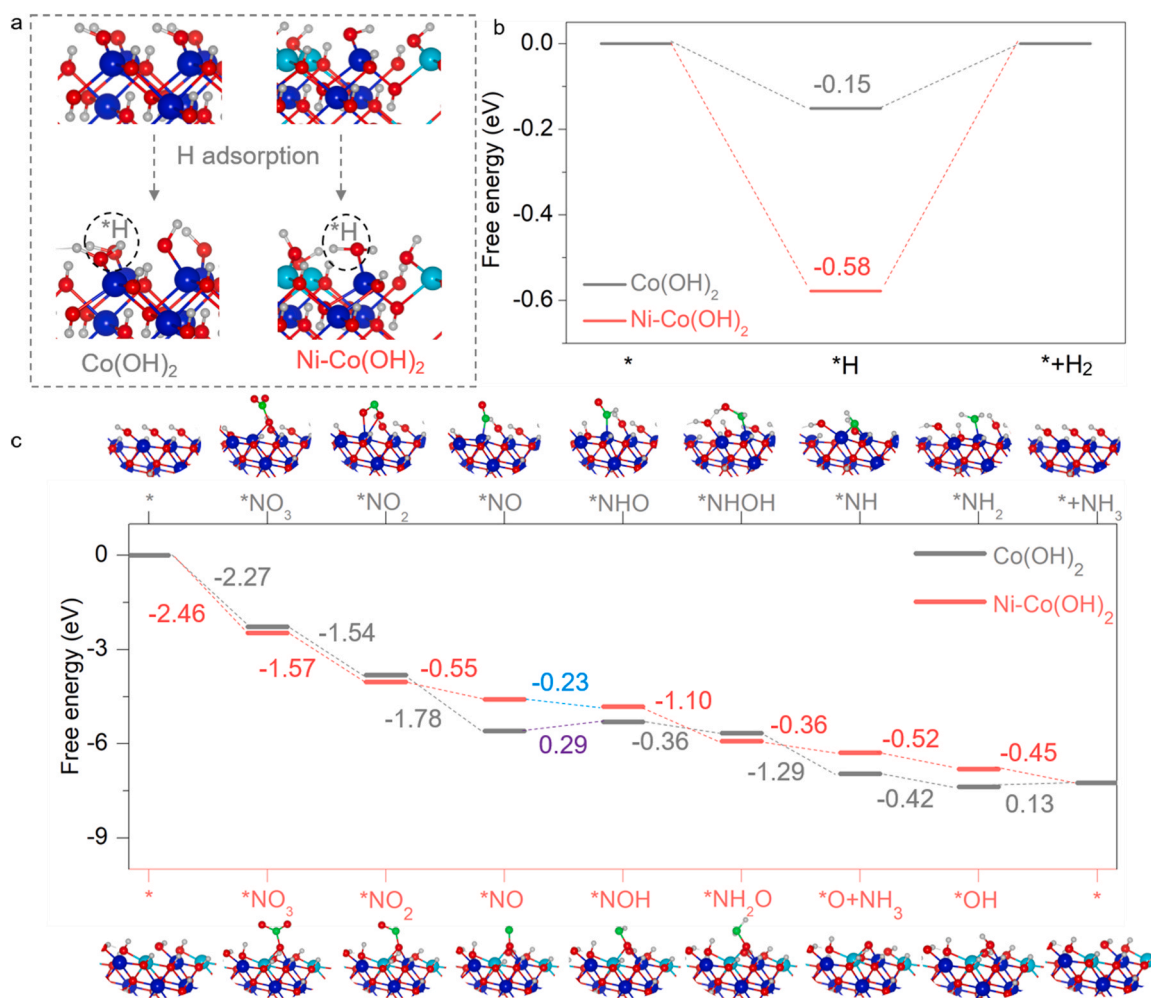 a
H adsorption
*H
*H
Co(OH)2
Ni-Co(OH)2
b
Free energy (eV)
0.0
-0.2
-0.4
-0.6
-0.15
-0.58
Co(OH)2
Ni-Co(OH)2
* *H *+H2
c
* *NO3 *NO2 *NO *NHO *NHOH *NH *NH2 *+NH3
Free energy (eV)
0
-3
-6
-9
Co(OH)2
Ni-Co(OH)2
-2.27
-2.46
-1.54
-1.57
-0.55
-1.78
-0.23
0.29
-1.10
-0.36
-0.36
-1.29
-0.52
-0.42
-0.45
0.13
* *NO3 *NO2 *NO *NOH *NH2O *O+NH3 *OH *